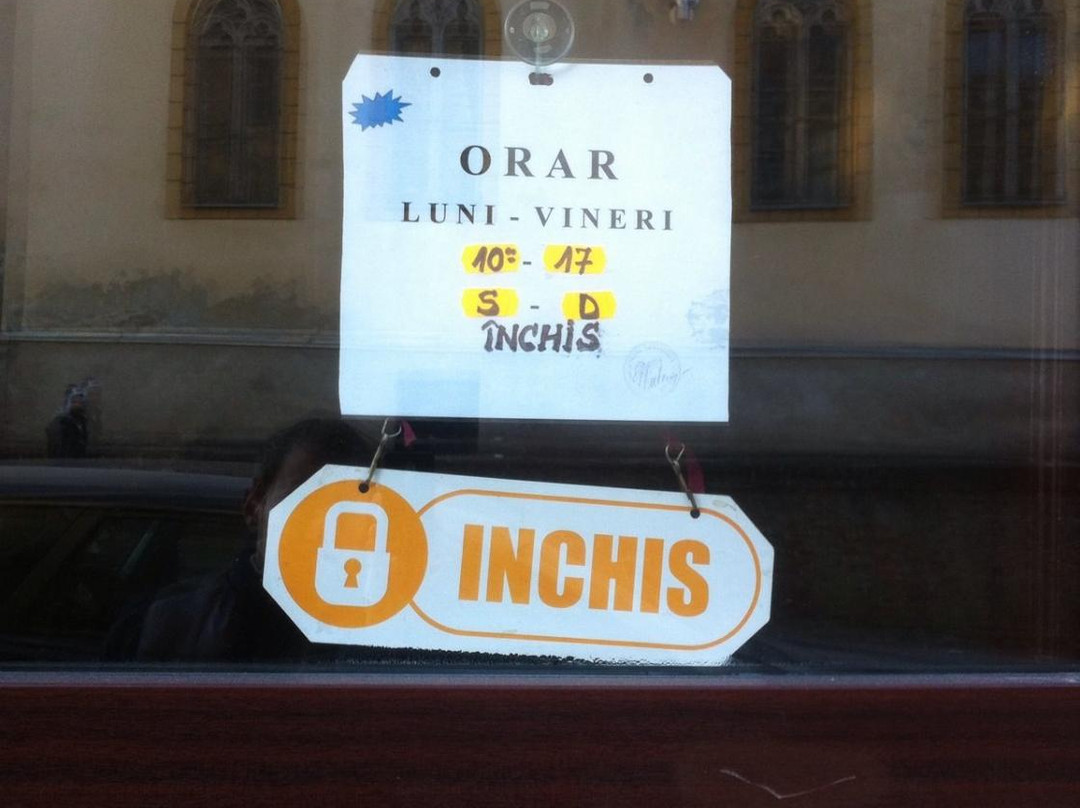 ORAR
LUNI - VINERI
10⁰⁰ - 17
S - D
ÎNCHIS
INCHIS